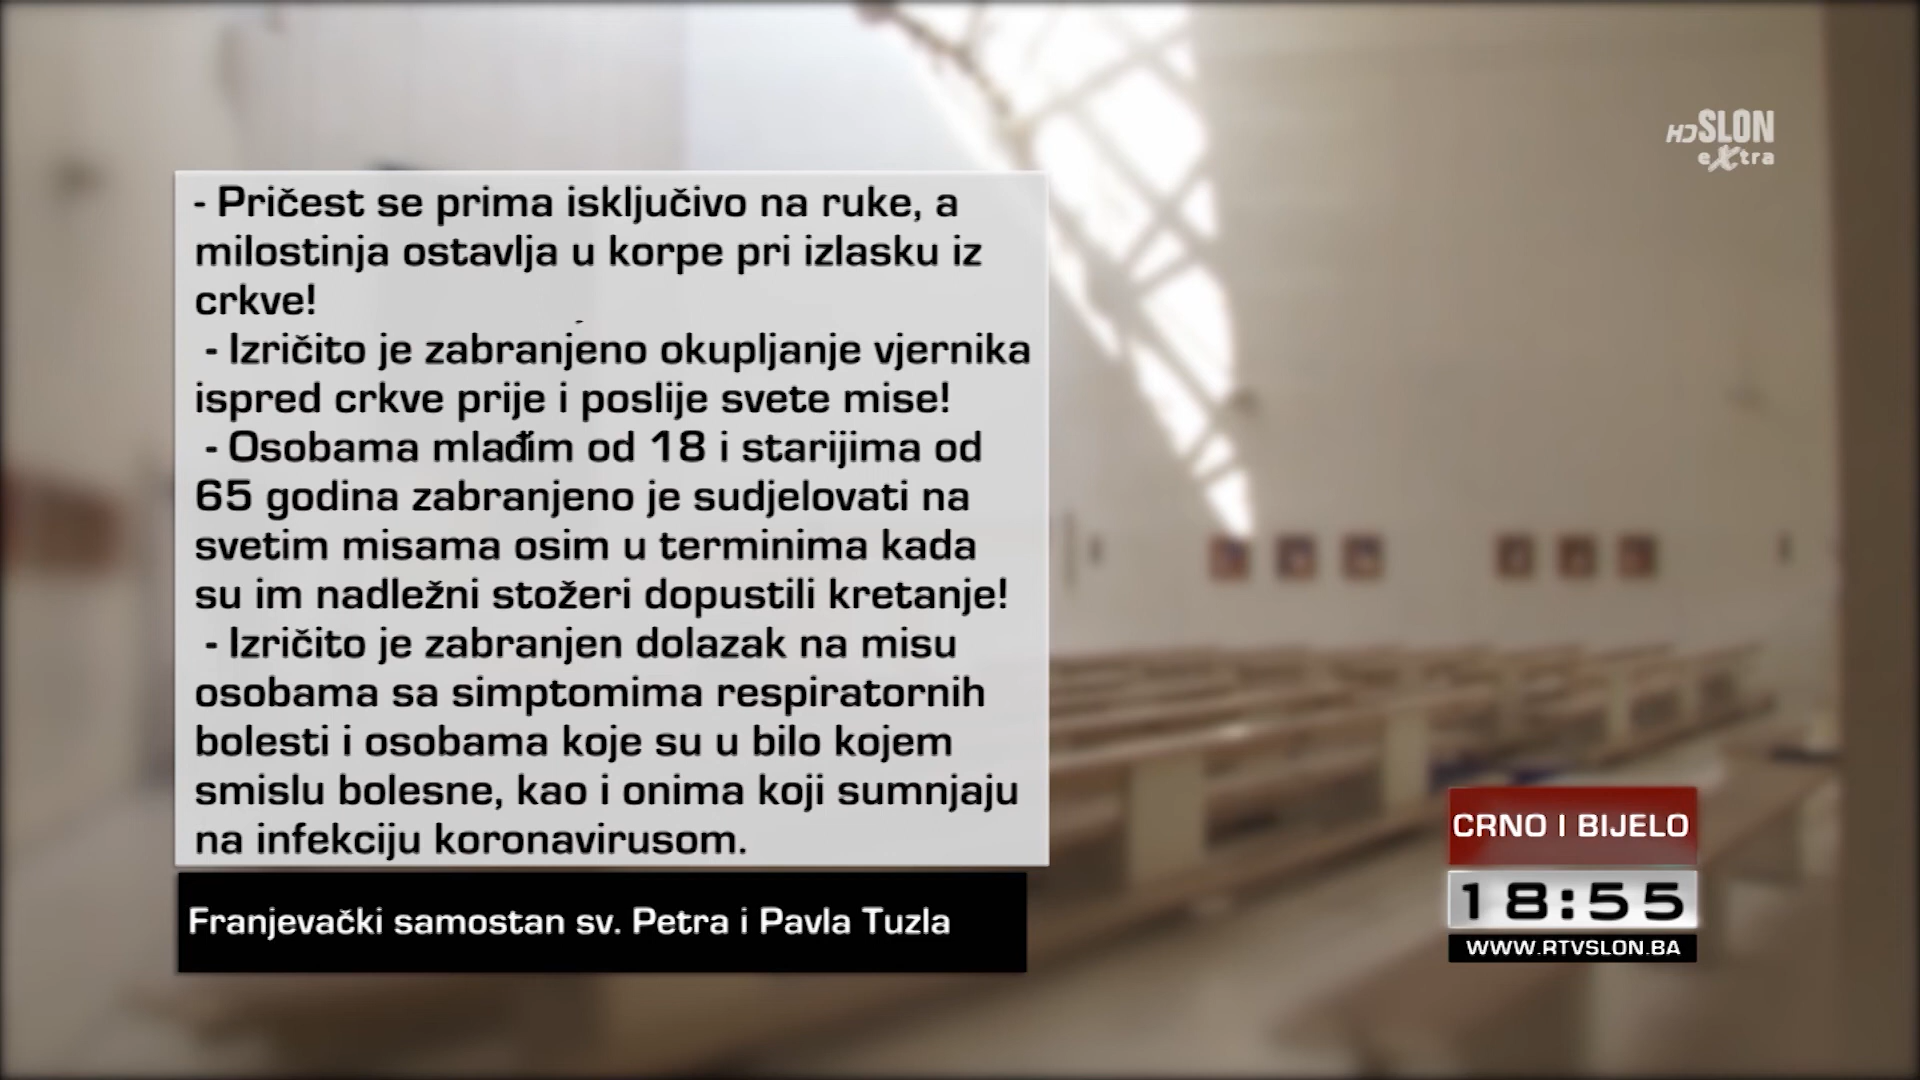 HD SLON
extra
- Pričest se prima isključivo na ruke, a
milostinja ostavlja u korpe pri izlasku iz
crkve!
- Izričito je zabranjeno okupljanje vjernika
ispred crkve prije i poslije svete mise!
- Osobama mlađim od 18 i starijima od
65 godina zabranjeno je sudjelovati na
svetim misama osim u terminima kada
su im nadležni stožeri dopustili kretanje!
- Izričito je zabranjen dolazak na misu
osobama sa simptomima respiratornih
bolesti i osobama koje su u bilo kojem
smislu bolesne, kao i onima koji sumnjaju
na infekciju koronavirusom.
Franjevački samostan sv. Petra i Pavla Tuzla
CRNO I BIJELO
18:55
WWW.RTVSLON.BA